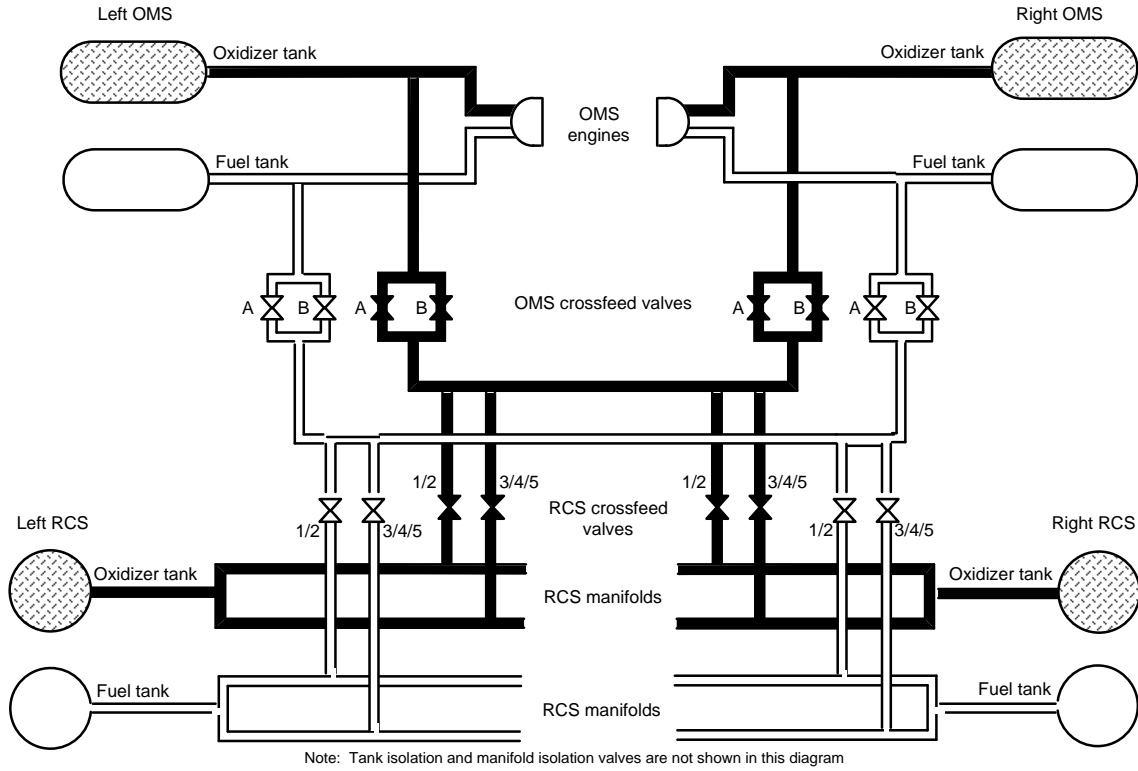 Left OMS
Right OMS
Oxidizer tank
Oxidizer tank
OMS
engines
Fuel tank
Fuel tank
A
B
A
B
OMS crossfeed valves
A
B
A
B
1/2
3/4/5
1/2
3/4/5
Left RCS
1/2
3/4/5
RCS crossfeed
valves
1/2
3/4/5
Right RCS
Oxidizer tank
RCS manifolds
Oxidizer tank
Fuel tank
RCS manifolds
Fuel tank
Note: Tank isolation and manifold isolation valves are not shown in this diagram